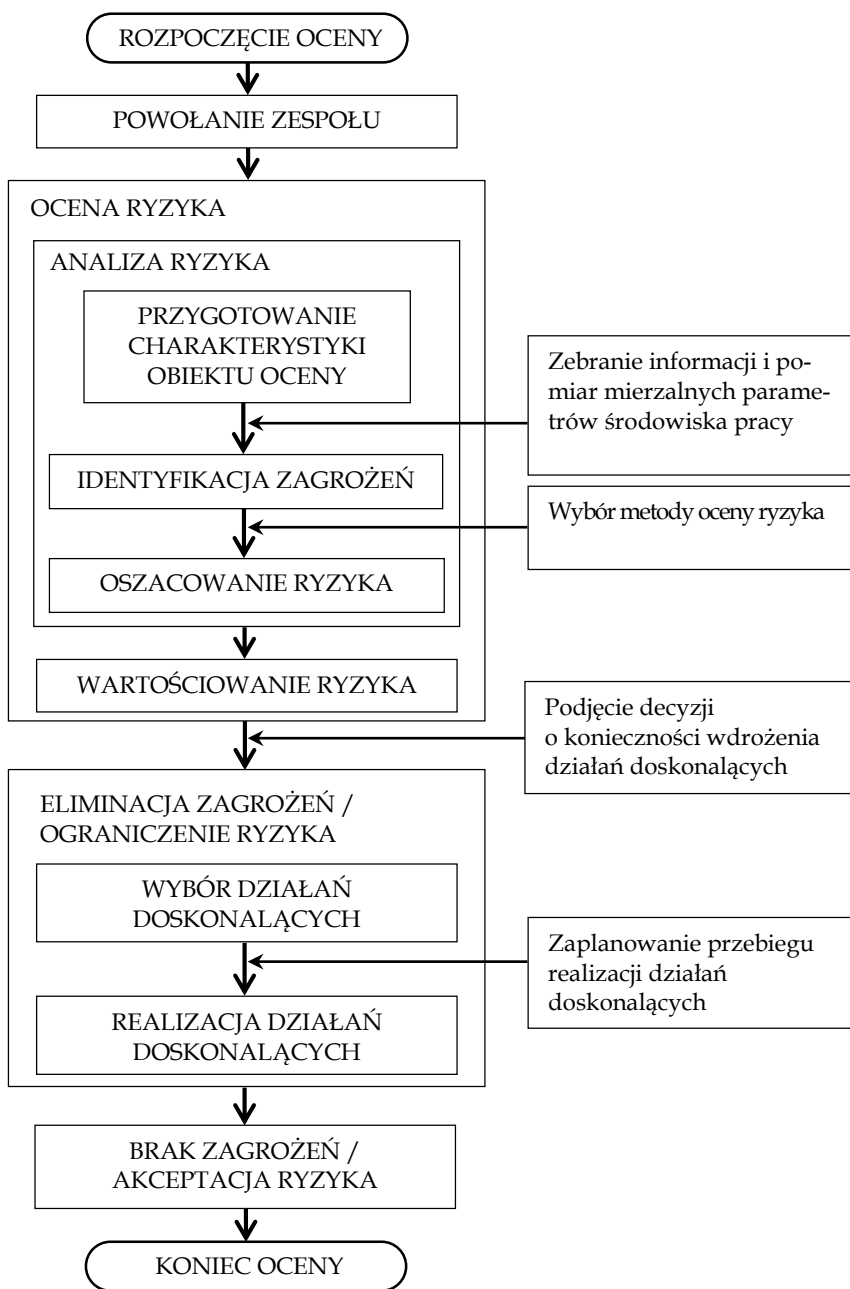 ROZPOCZĘCIE OCENY
POWOŁANIE ZESPOŁU
OCENA RYZYKA
ANALIZA RYZYKA
PRZYGOTOWANIE
CHARAKTERYSTYKI
OBIEKTU OCENY
Zebranie informacji i po-
miar mierzalnych parame-
trów środowiska pracy
IDENTYFIKACJA ZAGROŻEŃ
Wybór metody oceny ryzyka
OSZACOWANIE RYZYKA
WARTOŚCIOWANIE RYZYKA
Podjęcie decyzji
o konieczności wdrożenia
działań doskonalących
ELIMINACJA ZAGROŻEŃ /
OGRANICZENIE RYZYKA
WYBÓR DZIAŁAŃ
DOSKONALĄCYCH
Zaplanowanie przebiegu
realizacji działań
doskonalących
REALIZACJA DZIAŁAŃ
DOSKONALĄCYCH
BRAK ZAGROŻEŃ /
AKCEPTACJA RYZYKA
KONIEC OCENY